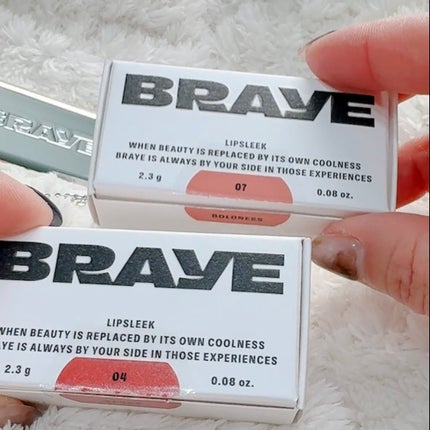 BRAYE
BRAYE
LIPSLEEK
WHEN BEAUTY IS REPLACED BY ITS OWN COOLNESS
BRAYE IS ALWAYS BY YOUR SIDE IN THOSE EXPERIENCES
2.3 g
07
0.08 oz.
BOLDNESS
BRAYE
LIPSLEEK
WHEN BEAUTY IS REPLACED BY ITS OWN COOLNESS
AYE IS ALWAYS BY YOUR SIDE IN THOSE EXPERIENCES
2.3 g
04
0.08 oz.